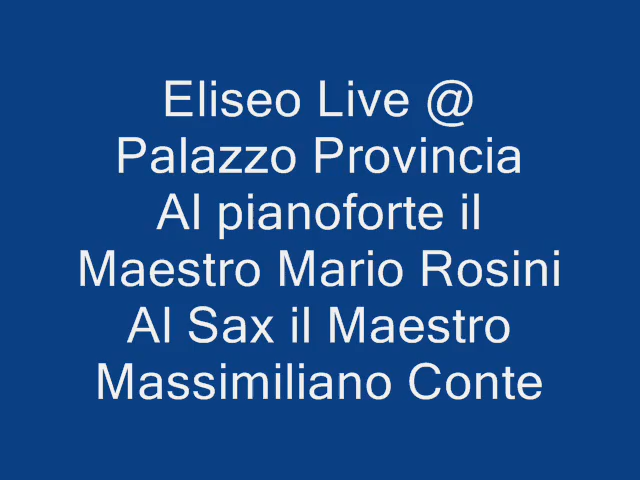 Eliseo Live @
Palazzo Provincia
Al pianoforte il
Maestro Mario Rosini
Al Sax il Maestro
Massimiliano Conte